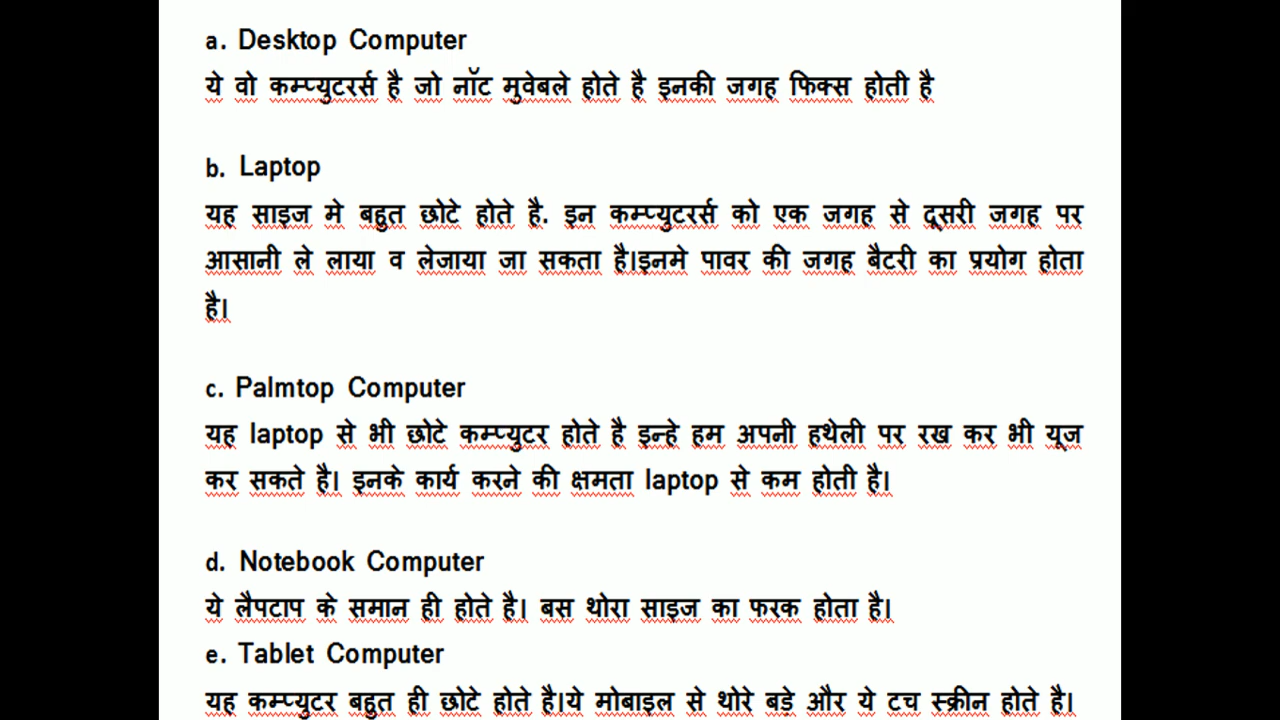 a. Desktop Computer
ये वो कम्प्युटरर्स है जो नॉट मुवेबले होते है इनकी जगह फिक्स होती है
b. Laptop
यह साइज मे बहुत छोटे होते है. इन कम्प्युटरर्स को एक जगह से दूसरी जगह पर
आसानी ले लाया व लेजाया जा सकता है।इनमे पावर की जगह बैटरी का प्रयोग होता
है।
c. Palmtop Computer
यह laptop से भी छोटे कम्प्युटर होते है इन्हे हम अपनी हथेली पर रख कर भी यूज
कर सकते है। इनके कार्य करने की क्षमता laptop से कम होती है।
d. Notebook Computer
ये लैपटाप के समान ही होते है। बस थोरा साइज का फरक होता है।
e. Tablet Computer
यह कम्प्युटर बहुत ही छोटे होते है।ये मोबाइल से थोरे बड़े और ये टच स्क्रीन होते है।